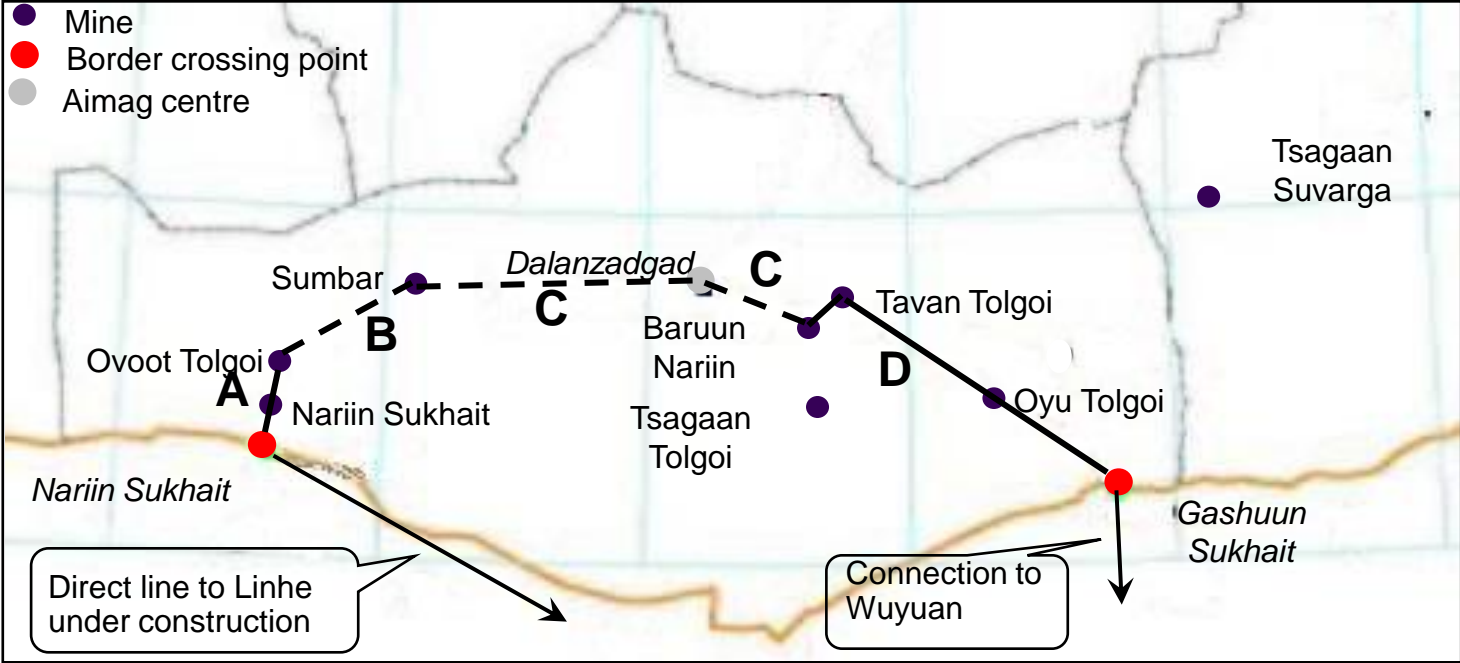 Mine
Border crossing point
Aimag centre
Tsagaan
Suvarga
Dalanzadgad
C
Sumbar
C
Tavan Tolgoi
B
Baruun
Nariin
Ovoot Tolgoi
A
D
Nariin Sukhait
Oyu Tolgoi
Tsagaan
Tolgoi
Nariin Sukhait
Gashuun
Sukhait
Direct line to Linhe
under construction
Connection to
Wuyuan